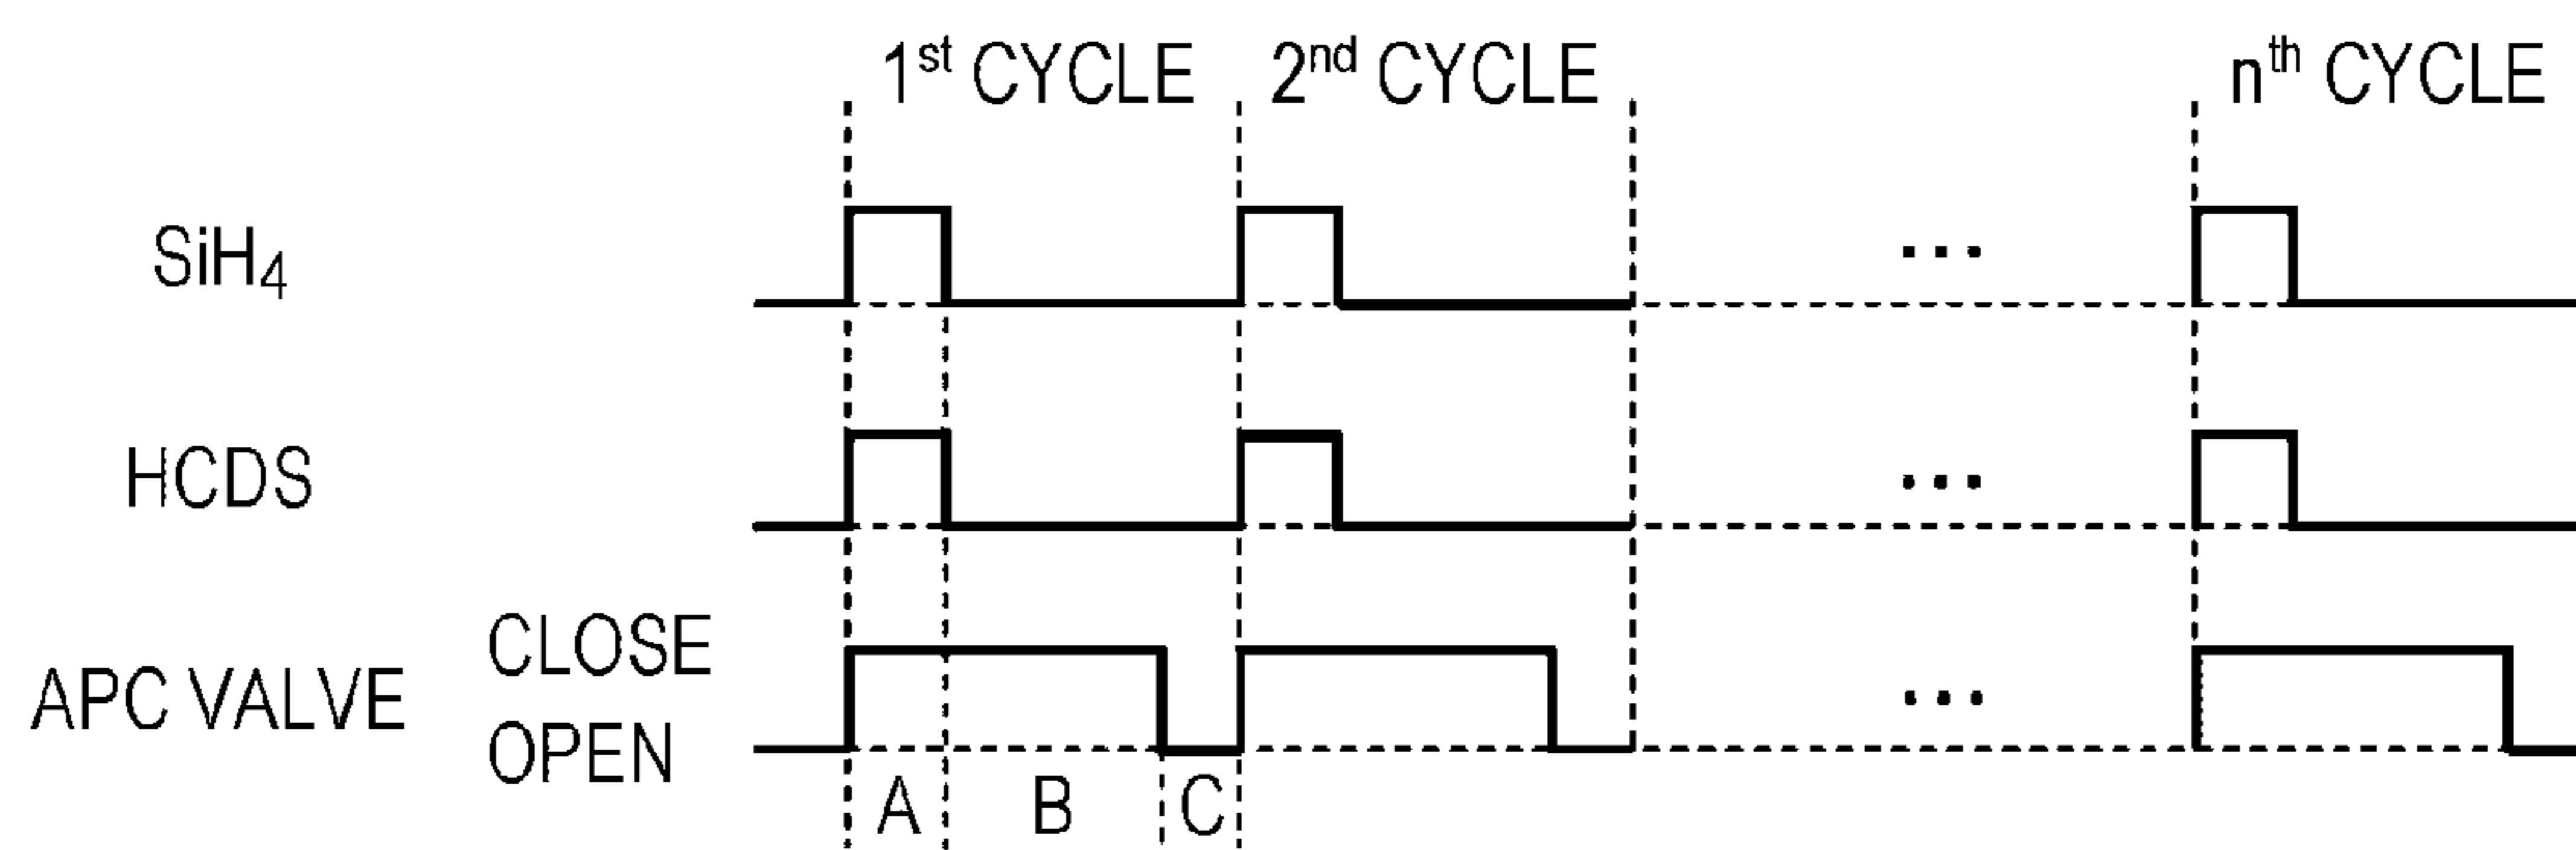 1st CYCLE 2nd CYCLE nth CYCLE
SiH4
...
HCDS
...
CLOSE
APC VALVE
...
OPEN
A B C